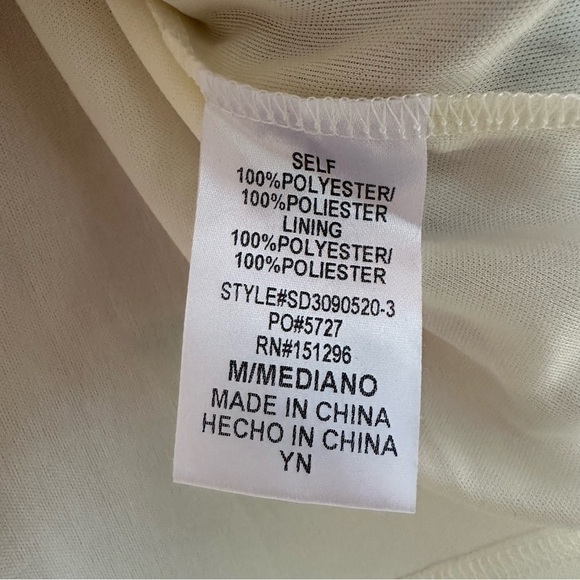 SELF
100%POLYESTER/
100%POLIESTER
LINING
100%POLYESTER/
100%POLIESTER
STYLE#SD3090520-3
PO#5727
RN#151296
M/MEDIANO
MADE IN CHINA
HECHO IN CHINA
YN